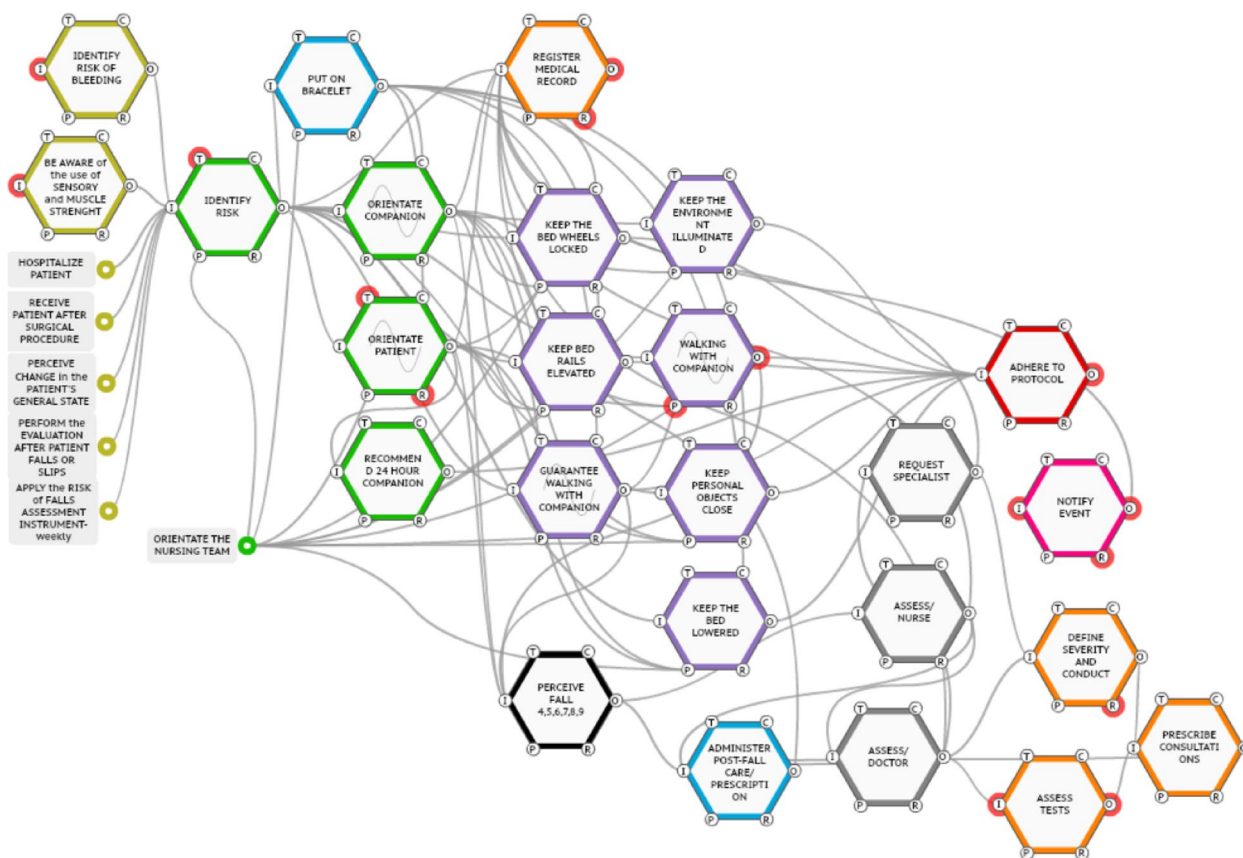 T
C
IDENTIFY
RISK OF
BLEEDING
I
O
P
R
T
C
PUT ON
BRACELET
I
O
P
R
T
C
REGISTER
MEDICAL
RECORD
I
O
P
R
T
C
BE AWARE of
the use of
SENSORY
and MUSCLE
STRENGHT
I
O
P
R
T
C
IDENTIFY
RISK
I
O
P
R
T
C
ORIENTATE
COMPANION
I
O
P
R
T
C
KEEP THE
BED WHEELS
LOCKED
I
O
P
R
T
C
KEEP THE
ENVIRONME
NT
ILLUMINATE
D
I
O
P
R
HOSPITALIZE
PATIENT
RECEIVE
PATIENT AFTER
SURGICAL
PROCEDURE
PERCEIVE
CHANGE in the
PATIENT'S
GENERAL STATE
PERFORM the
EVALUATION
AFTER PATIENT
FALLS OR
SLIPS
APPLY the RISK
of FALLS
ASSESSMENT
INSTRUMENT-
weekly
T
C
ORIENTATE
PATIENT
I
O
P
R
T
C
KEEP BED
RAILS
ELEVATED
I
O
P
R
T
C
WALKING
WITH
COMPANION
I
O
P
R
T
C
ADHERE TO
PROTOCOL
I
O
P
R
T
C
RECOMMEN
D 24 HOUR
COMPANION
I
O
P
R
T
C
GUARANTEE
WALKING WITH
COMPANION
I
O
P
R
T
C
KEEP
PERSONAL
OBJECTS
CLOSE
I
O
P
R
T
C
REQUEST
SPECIALIST
I
O
P
R
T
C
NOTIFY
EVENT
I
O
P
R
ORIENTATE THE
NURSING TEAM
T
C
KEEP THE
BED
LOWERED
I
O
P
R
T
C
ASSESS/
NURSE
I
O
P
R
T
C
DEFINE
SEVERITY
AND
CONDUCT
I
O
P
R
T
C
PERCEIVE
FALL
4,5,6,7,8,9
I
O
P
R
T
C
ADMINISTER
POST-FALL
CARE/
PRESCRIPTI
ON
I
O
P
R
T
C
ASSESS/
DOCTOR
I
O
P
R
T
C
ASSESS
TESTS
I
O
P
R
T
C
PRESCRIBE
CONSULTATI
ONS
I
O
P
R